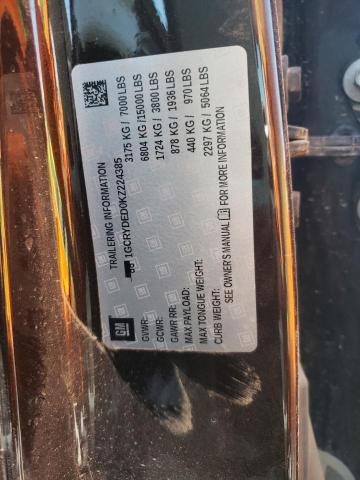 GM
TRAILERING INFORMATION
1GCRYDED0KZ224385
GVWR: 3175 KG / 7000 LBS
GCWR: 6804 KG /15000 LBS
GAWR RR: 1724 KG / 3800 LBS
MAX PAYLOAD: 878 KG / 1936 LBS
MAX TONGUE WEIGHT: 440 KG / 970 LBS
CURB WEIGHT: 2297 KG / 5064 LBS
SEE OWNER'S MANUAL FOR MORE INFORMATION